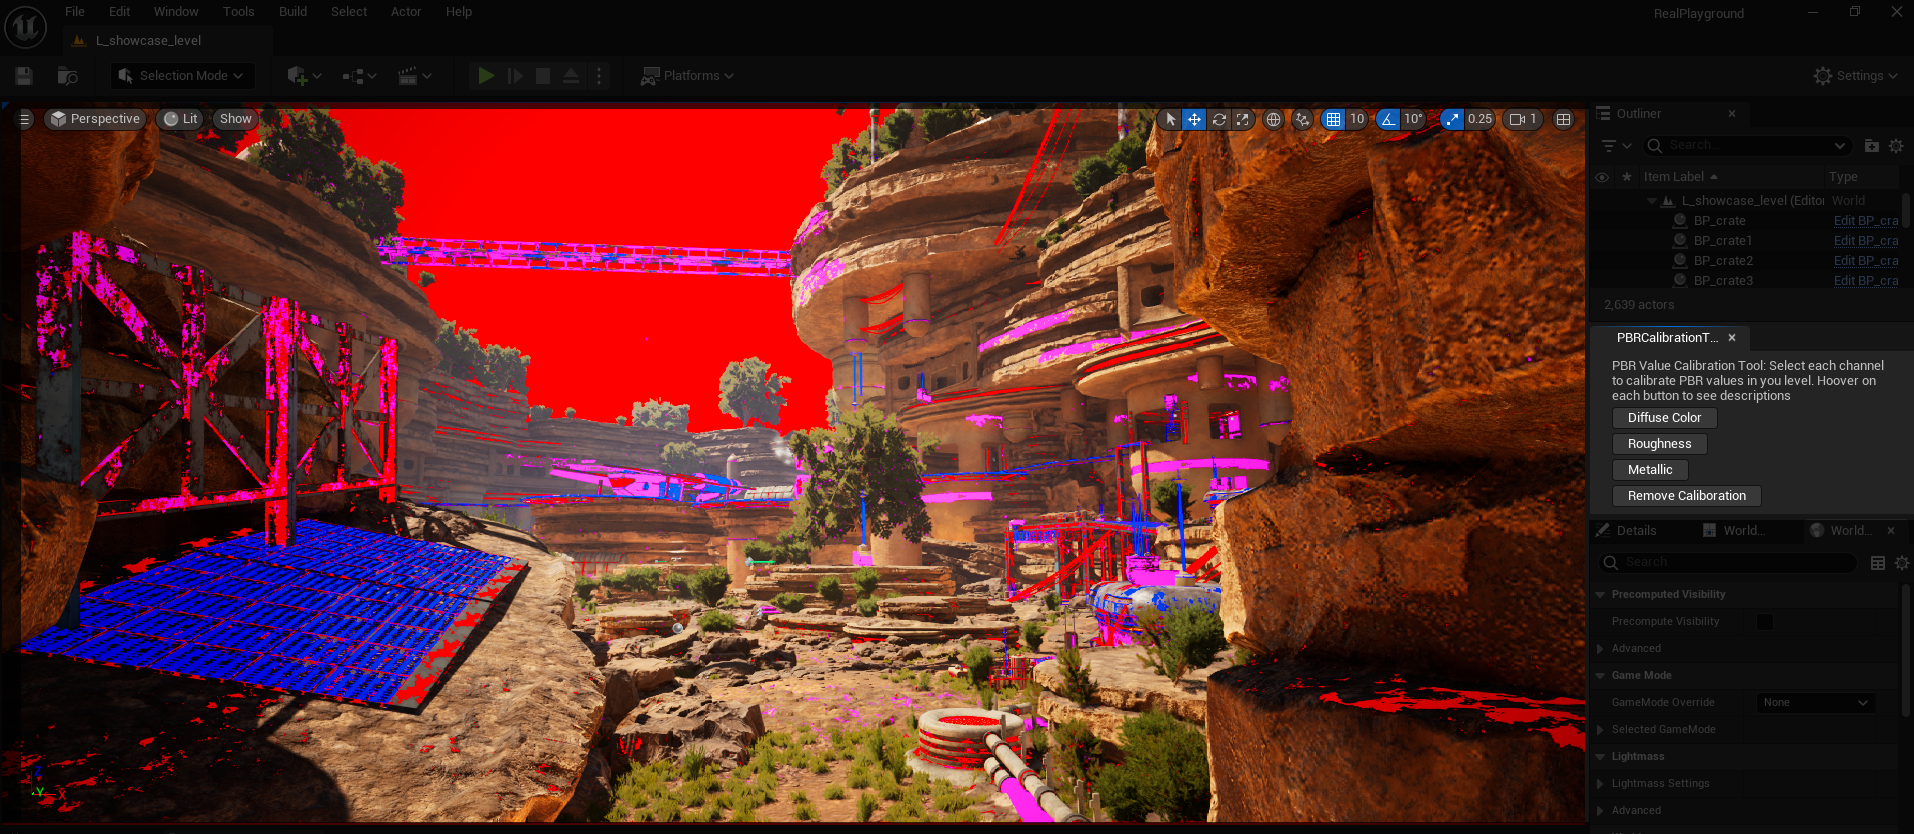 File Edit Window Tools Build Select Actor Help
RealPlayground
L_showcase_level
Selection Mode
Platforms
Settings
Perspective Lit Show
10 10° 0.25 1
Outliner
Search...
Item Label Type
L_showcase_level (Editor World
BP_crate Edit BP_cra
BP_crate1 Edit BP_cra
BP_crate2 Edit BP_cra
BP_crate3 Edit BP_cra
2,639 actors
PBRCalibrationT...
PBR Value Calibration Tool: Select each channel
to calibrate PBR values in you level. Hoover on
each button to see descriptions
Diffuse Color
Roughness
Metallic
Remove Caliboration
Details World... World...
Search
Precomputed Visibility
Precompute Visibility
Advanced
Game Mode
GameMode Override None
Selected GameMode
Lightmass
Lightmass Settings
Advanced
Z
Y X